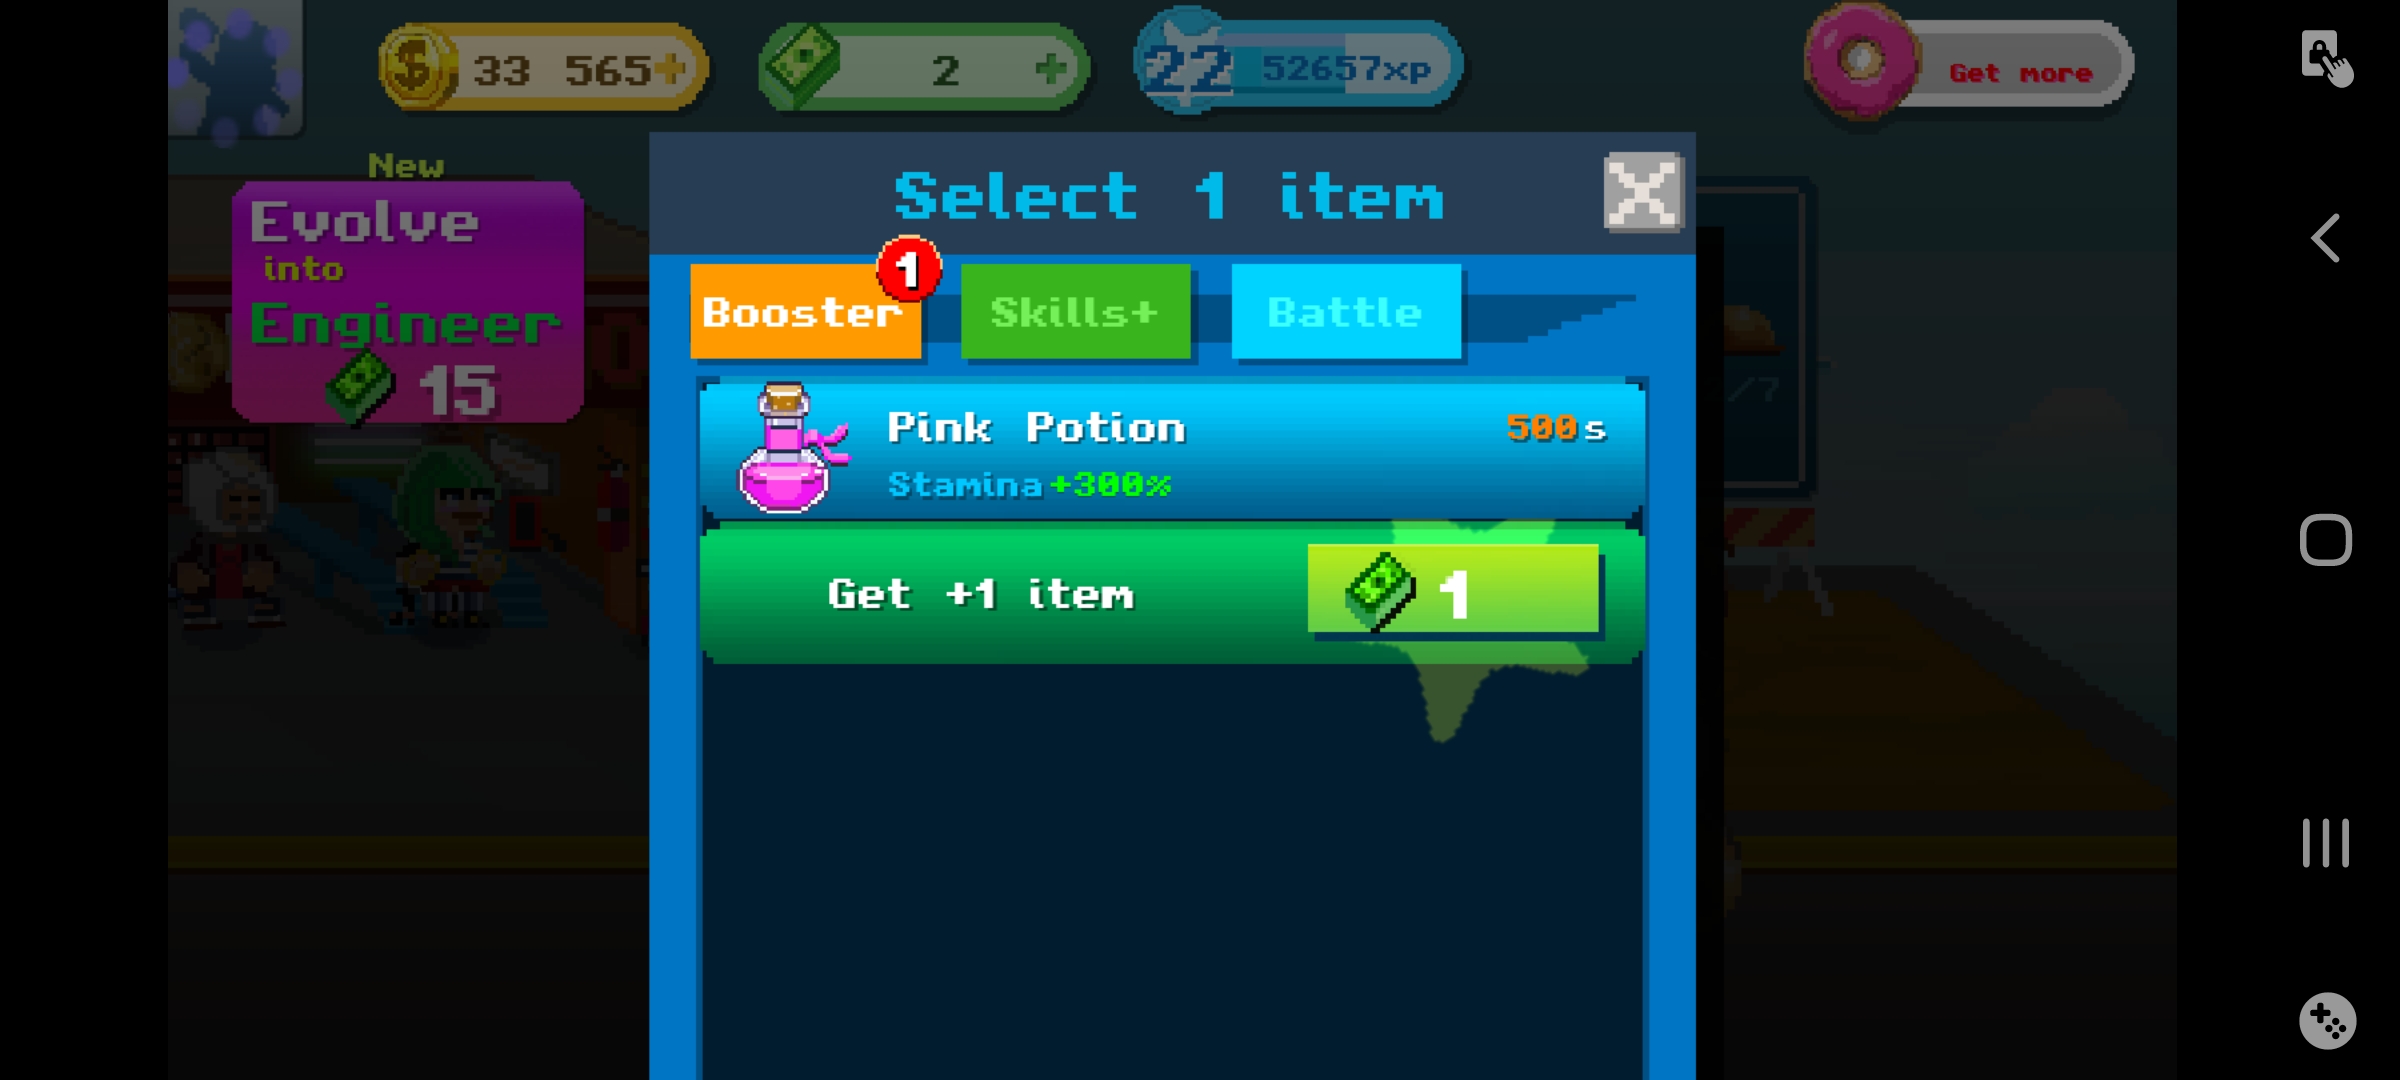 33 565+
2 +
22 52657xp
Get more
New
Evolve
into
Engineer
15
Select 1 item
1
Booster
Skills+
Battle
Pink Potion
500s
Stamina +300%
Get +1 item
1
/7